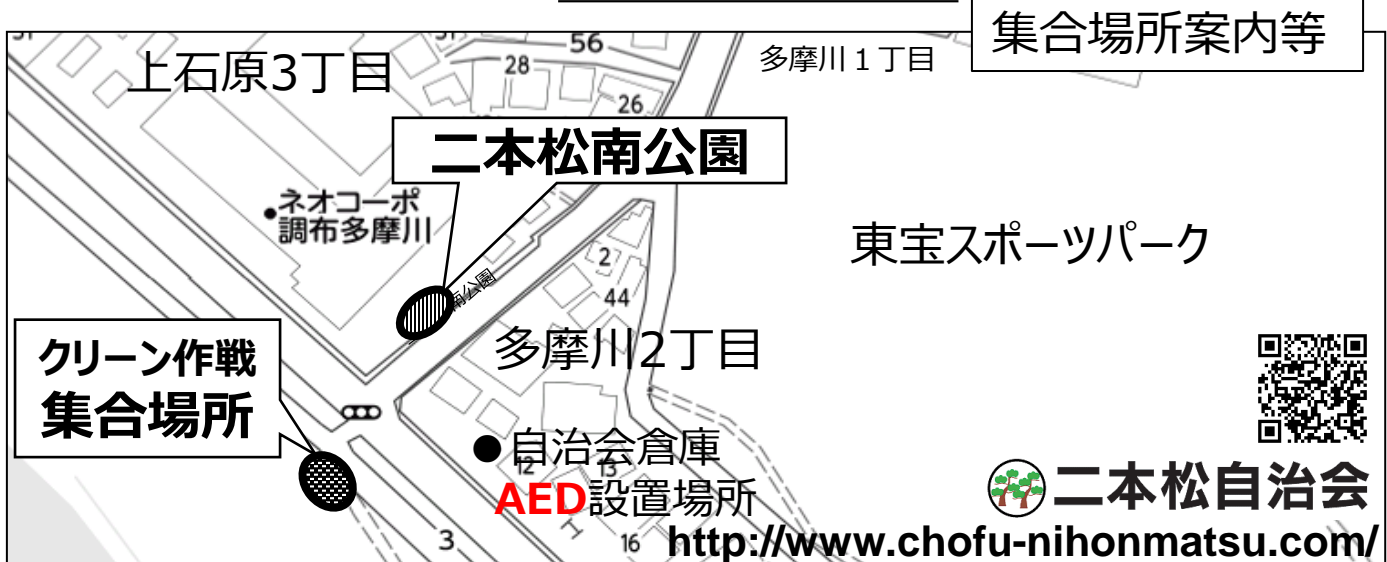 集合場所案内等
上石原3丁目
56
28
26
多摩川１丁目
二本松南公園
ネオコーポ
調布多摩川
東宝スポーツパーク
南公園
2
44
多摩川2丁目
クリーン作戦
集合場所
自治会倉庫
12
13
AED設置場所
3
16
二本松自治会
http://www.chofu-nihonmatsu.com/